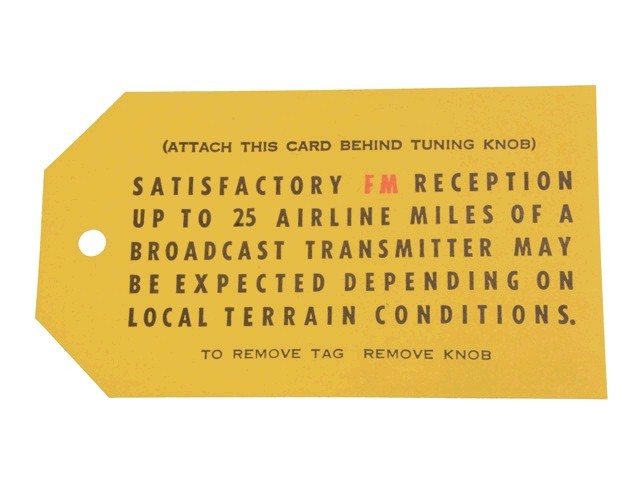 (ATTACH THIS CARD BEHIND TUNING KNOB)
SATISFACTORY FM RECEPTION
UP TO 25 AIRLINE MILES OF A
BROADCAST TRANSMITTER MAY
BE EXPECTED DEPENDING ON
LOCAL TERRAIN CONDITIONS.
TO REMOVE TAG REMOVE KNOB